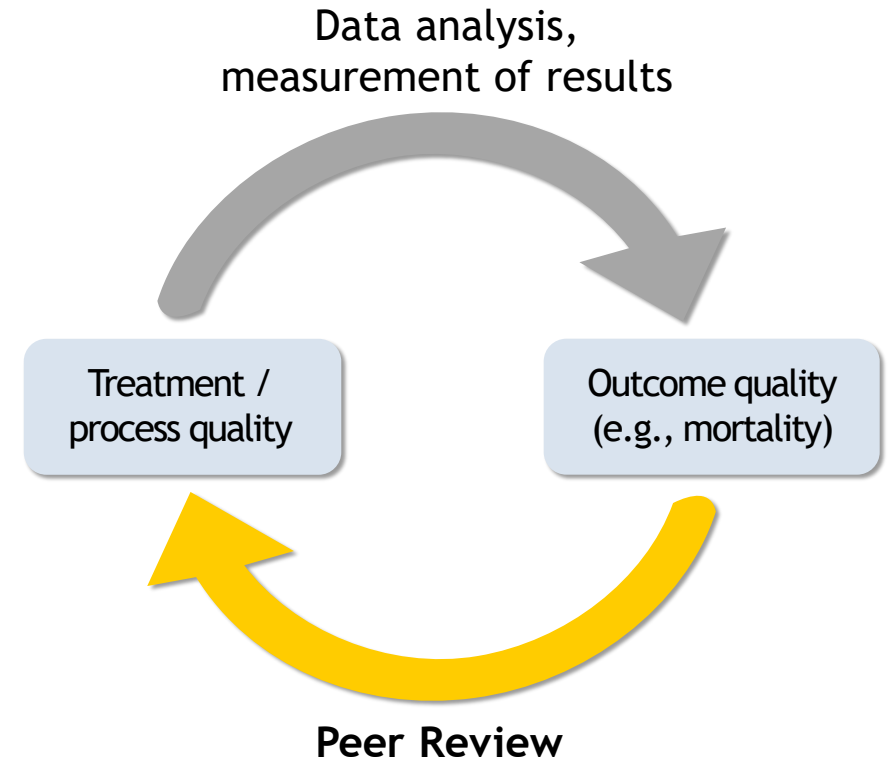 Data analysis,
measurement of results
Treatment /
process quality
Outcome quality
(e.g., mortality)
Peer Review